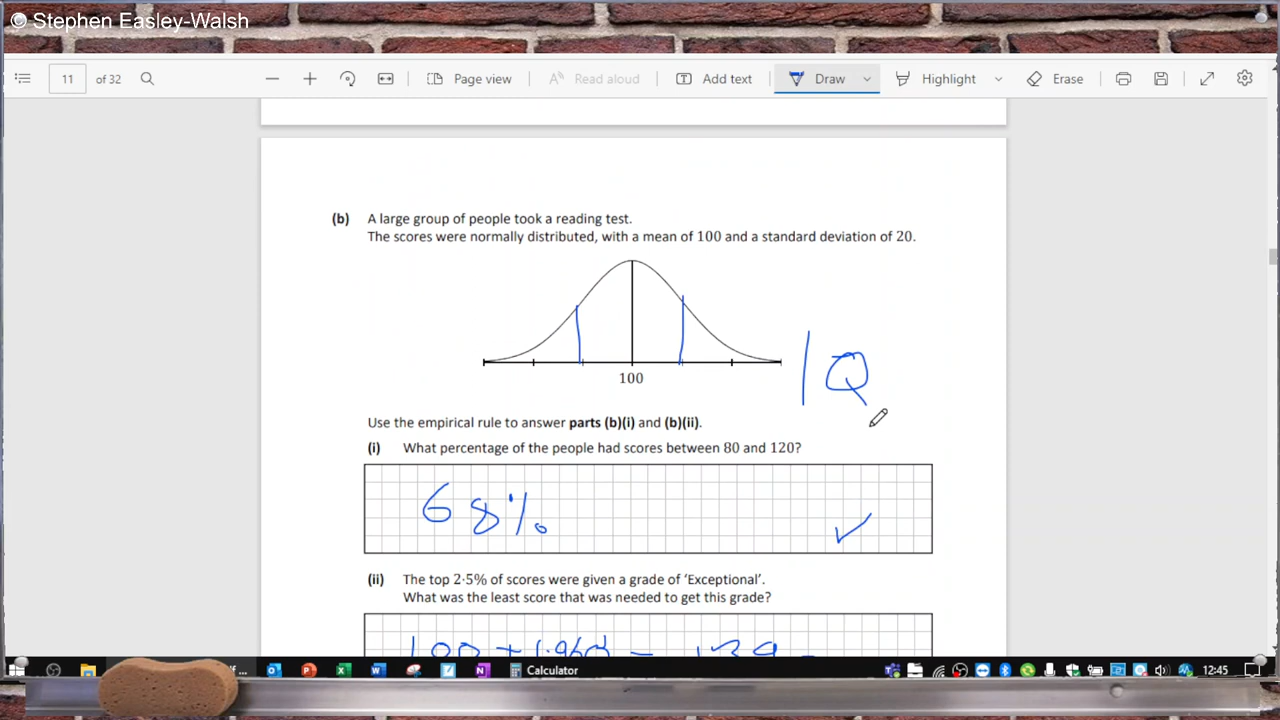 © Stephen Easley-Walsh
11 of 32
Page view
Read aloud
Add text
Draw
Highlight
Erase
(b) A large group of people took a reading test.
The scores were normally distributed, with a mean of 100 and a standard deviation of 20.
100
IQ
Use the empirical rule to answer parts (b)(i) and (b)(ii).
(i) What percentage of the people had scores between 80 and 120?
68%
(ii) The top 2·5% of scores were given a grade of ‘Exceptional’.
What was the least score that was needed to get this grade?
Calculator
12:45